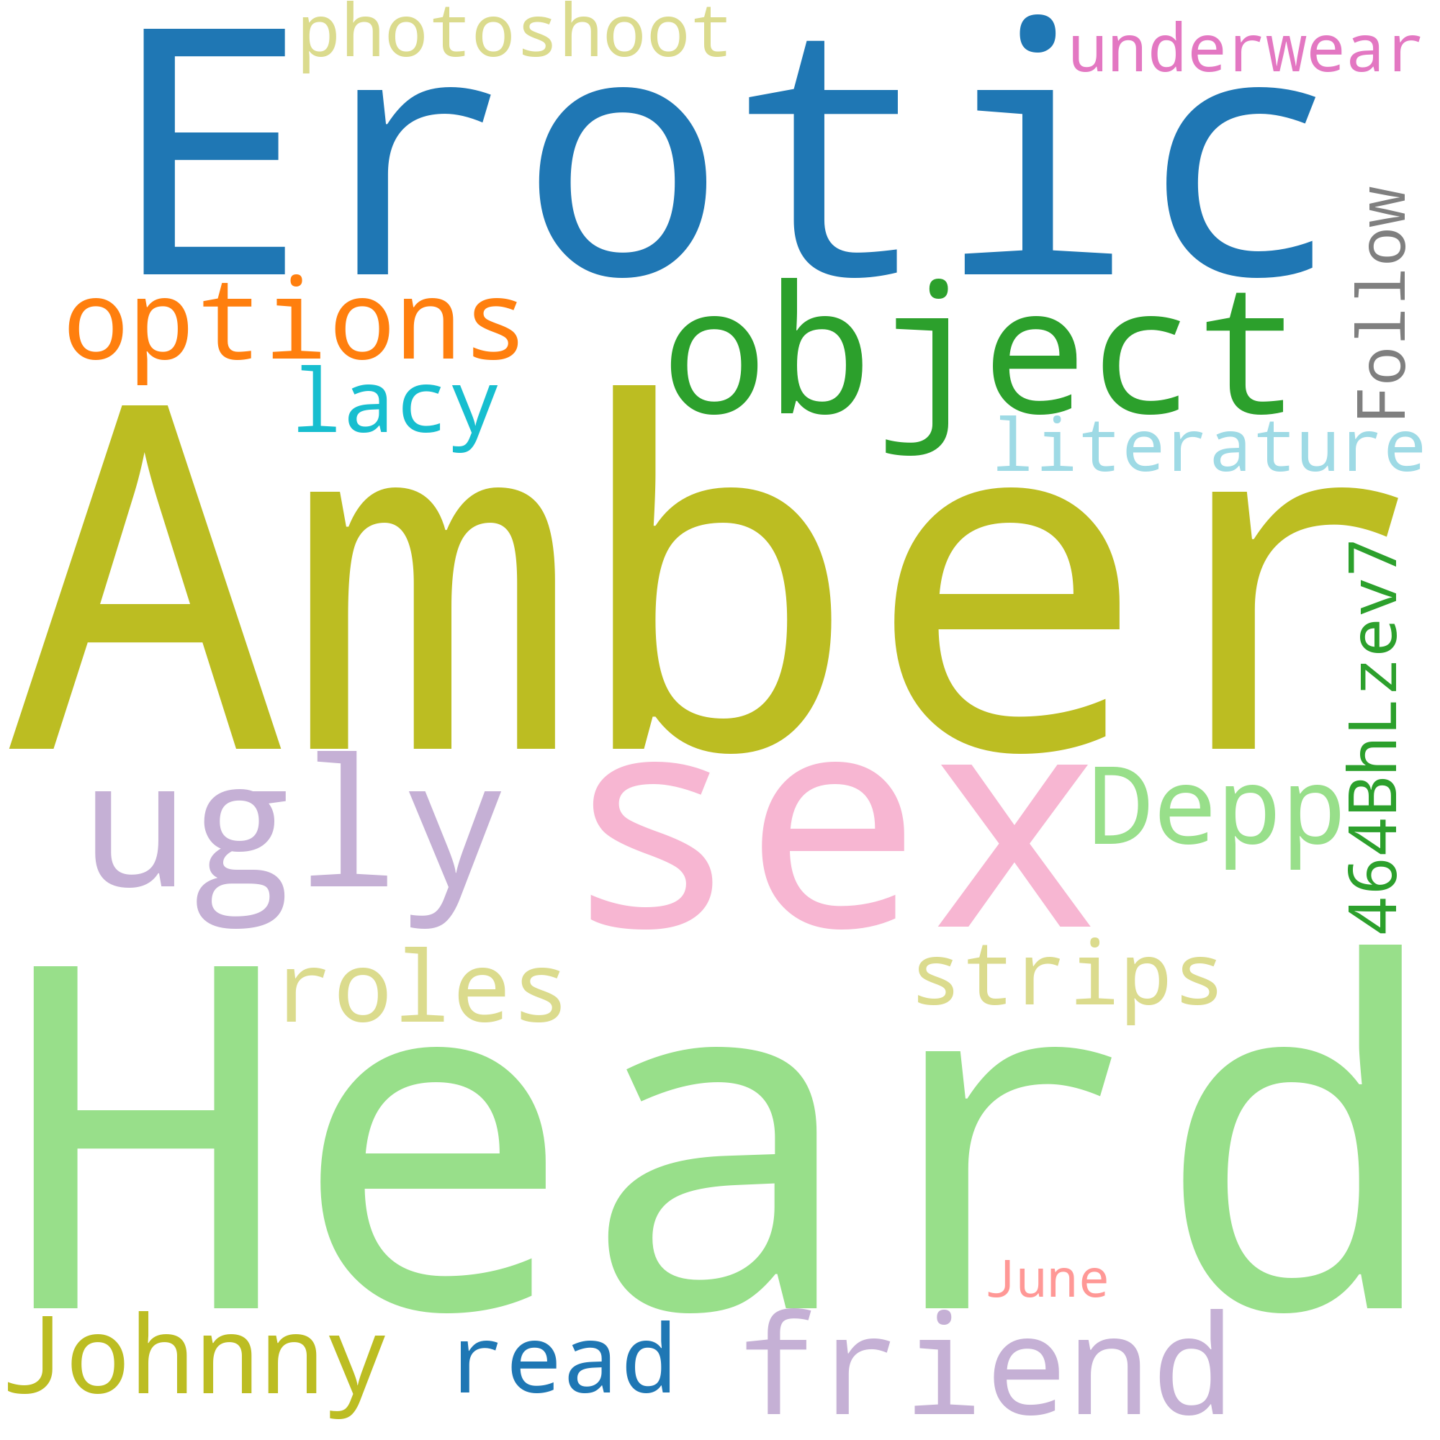 photoshoot
underwear
Erotic
Follow
options
object
lacy
literature
Amber
464BhLzev7
ugly
sex
Depp
roles
strips
Heard
June
Johnny
read
friend